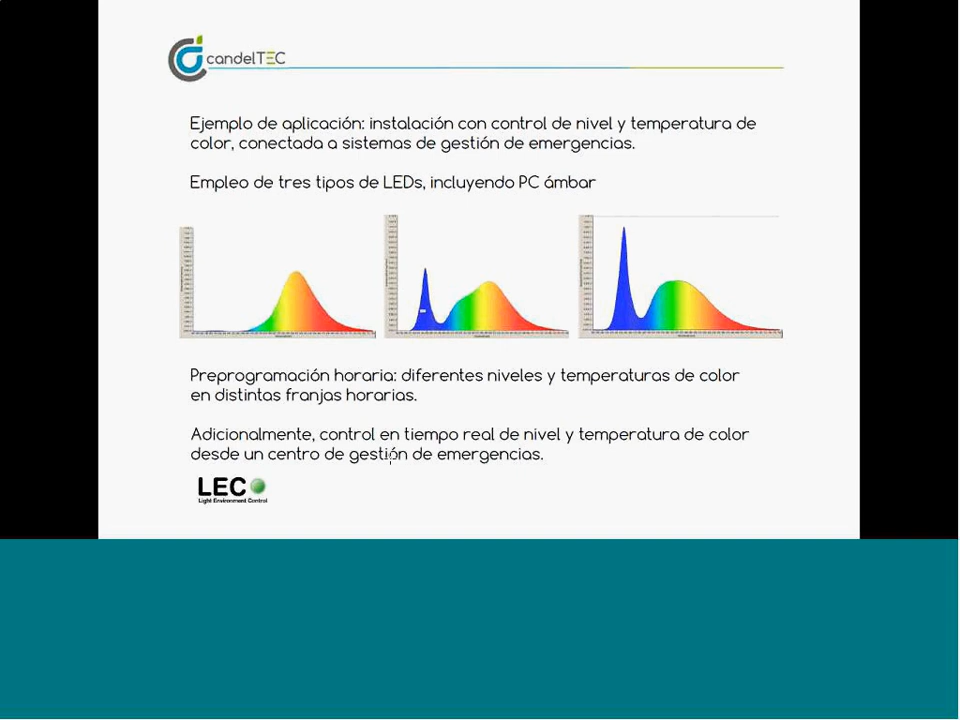 candelTEC
Ejemplo de aplicación: instalación con control de nivel y temperatura de
color, conectada a sistemas de gestión de emergencias.
Empleo de tres tipos de LEDs, incluyendo PC ámbar
Preprogramación horaria: diferentes niveles y temperaturas de color
en distintas franjas horarias.
Adicionalmente, control en tiempo real de nivel y temperatura de color
desde un centro de gestión de emergencias.
LEC
Light Environment Control